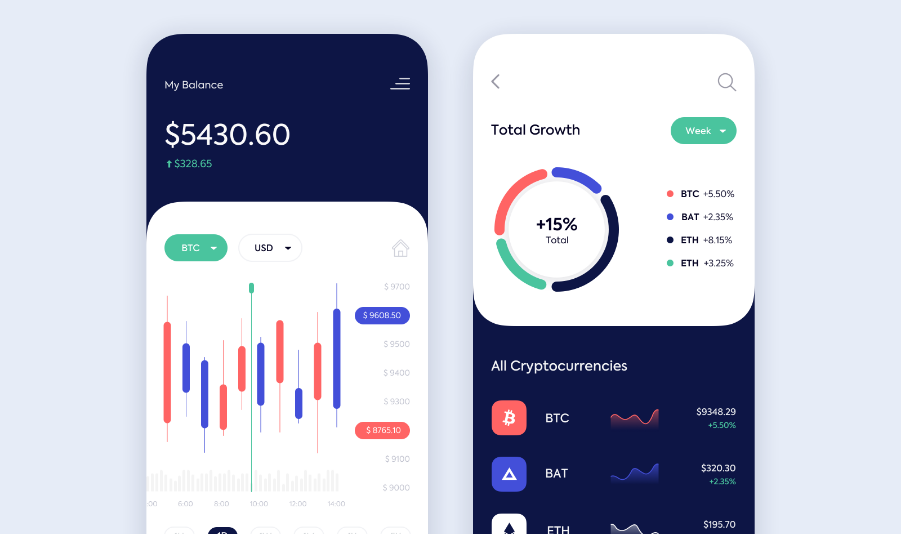 My Balance
$5430.60
$328.65
BTC
USD
$ 9700
$ 9608.50
$ 9500
$ 9400
$ 9300
$ 8765.10
$ 9100
$ 9000
:00 6:00 8:00 10:00 12:00 14:00
1D
Total Growth
Week
+15%
Total
BTC +5.50%
BAT +2.35%
ETH +8.15%
ETH +3.25%
All Cryptocurrencies
BTC
$9348.29
+5.50%
BAT
$320.30
+2.35%
ETH
$195.70